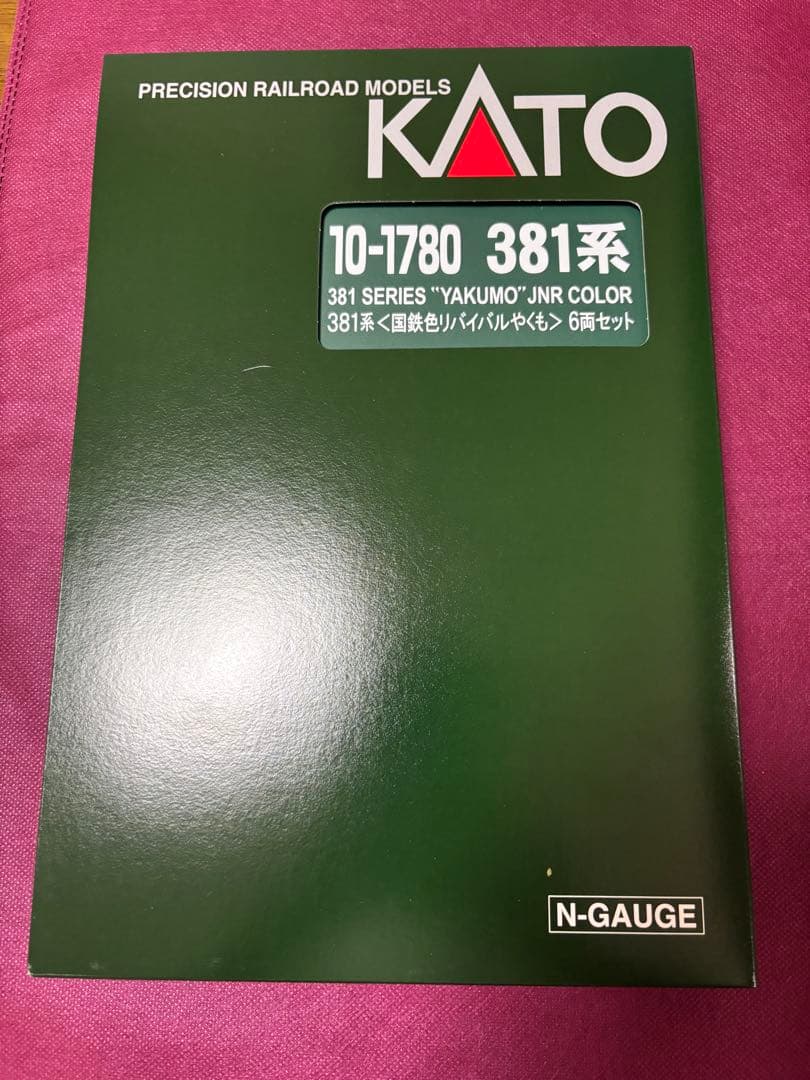 PRECISION RAILROAD MODELS
KATO
10-1780 381系
381 SERIES “YAKUMO” JNR COLOR
381系<国鉄色リバイバルやくも> 6両セット
N-GAUGE